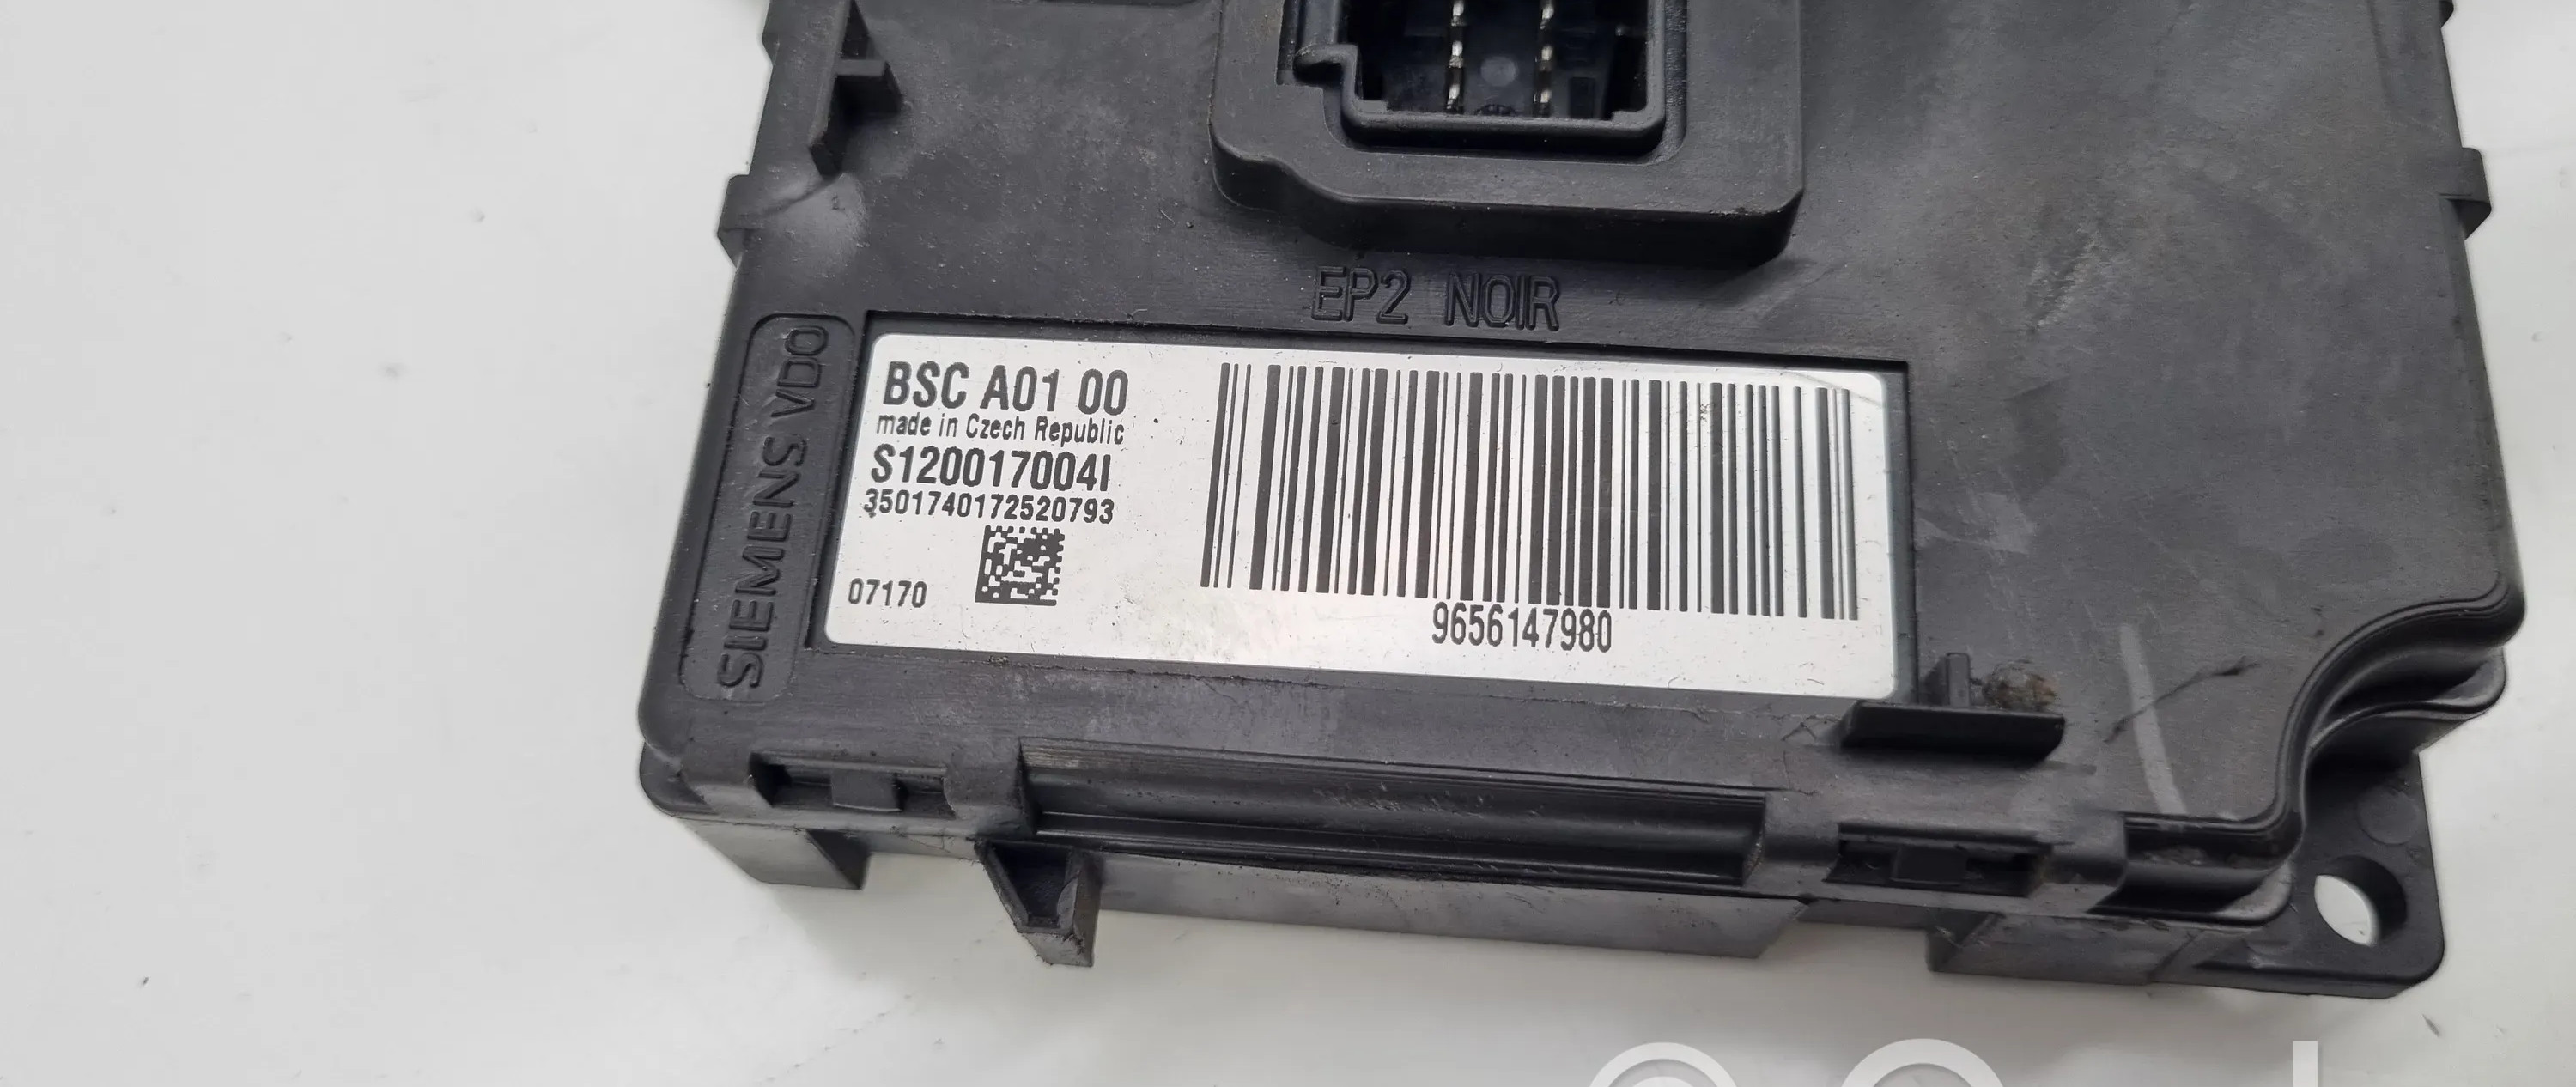 EP2 NOIR
SIEMENS VDO
BSC A01 00
made in Czech Republic
S120017004I
3501740172520793
07170
9656147980